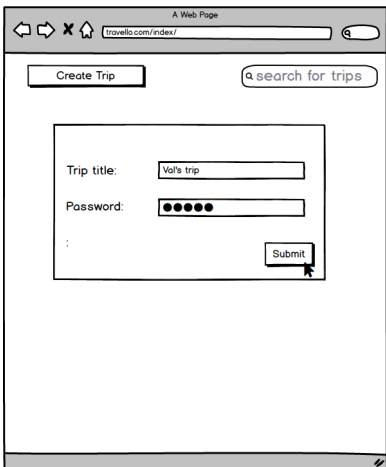 A Web Page
travello.com/index/
Create Trip
search for trips
Trip title:
Val's trip
Password:
●●●●●
:
Submit